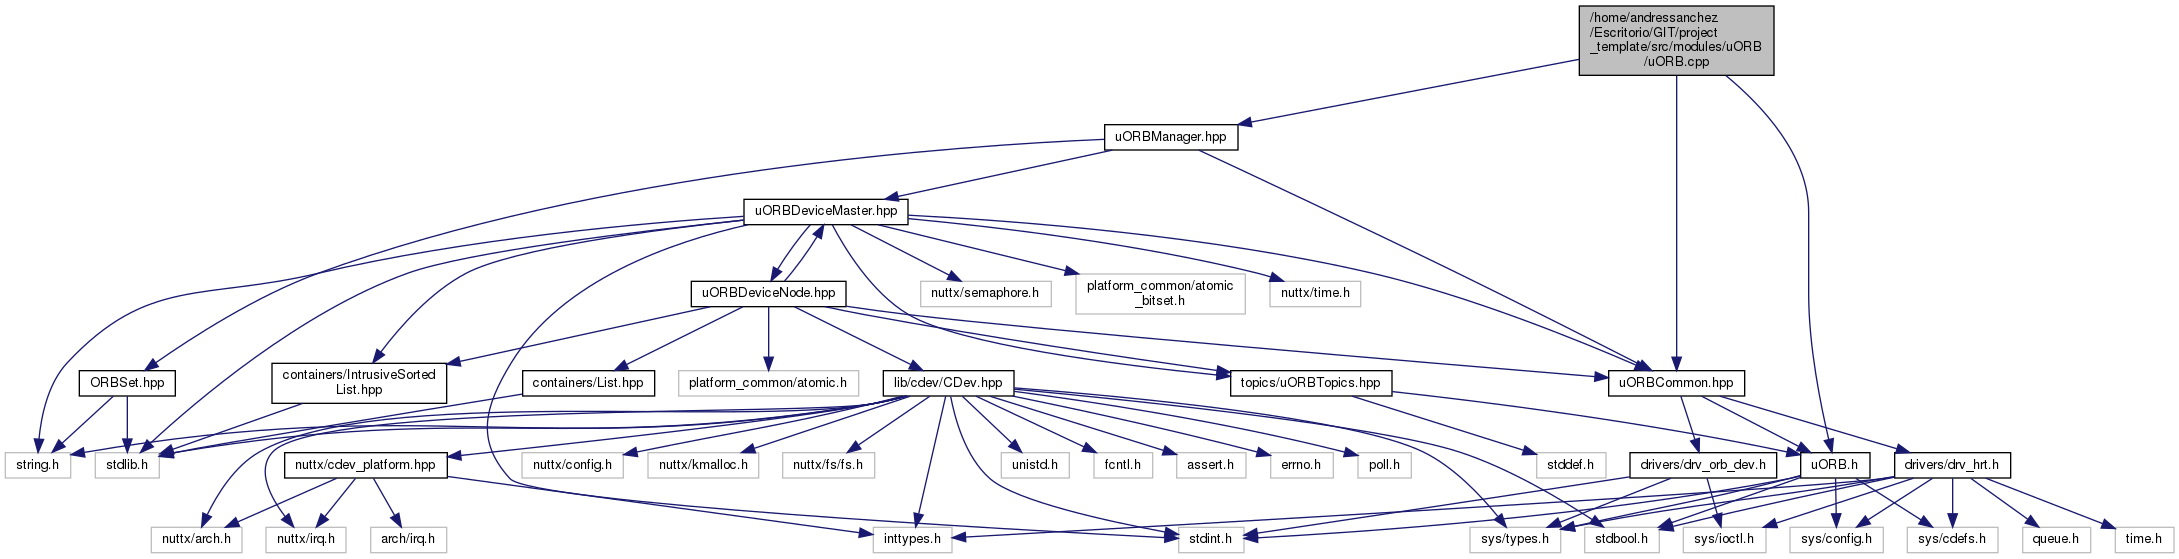 /home/andressanchez
/Escritorio/GIT/project
_template/src/modules/uORB
/uORB.cpp
uORBManager.hpp
uORBDeviceMaster.hpp
uORBDeviceNode.hpp
nuttx/semaphore.h
platform_common/atomic
_bitset.h
nuttx/time.h
ORBSet.hpp
containers/IntrusiveSorted
List.hpp
containers/List.hpp
platform_common/atomic.h
lib/cdev/CDev.hpp
topics/uORBTopics.hpp
uORBCommon.hpp
string.h
stdlib.h
nuttx/cdev_platform.hpp
nuttx/config.h
nuttx/kmalloc.h
nuttx/fs/fs.h
unistd.h
fcntl.h
assert.h
errno.h
poll.h
stddef.h
drivers/drv_orb_dev.h
uORB.h
drivers/drv_hrt.h
nuttx/arch.h
nuttx/irq.h
arch/irq.h
inttypes.h
stdint.h
sys/types.h
stdbool.h
sys/ioctl.h
sys/config.h
sys/cdefs.h
queue.h
time.h